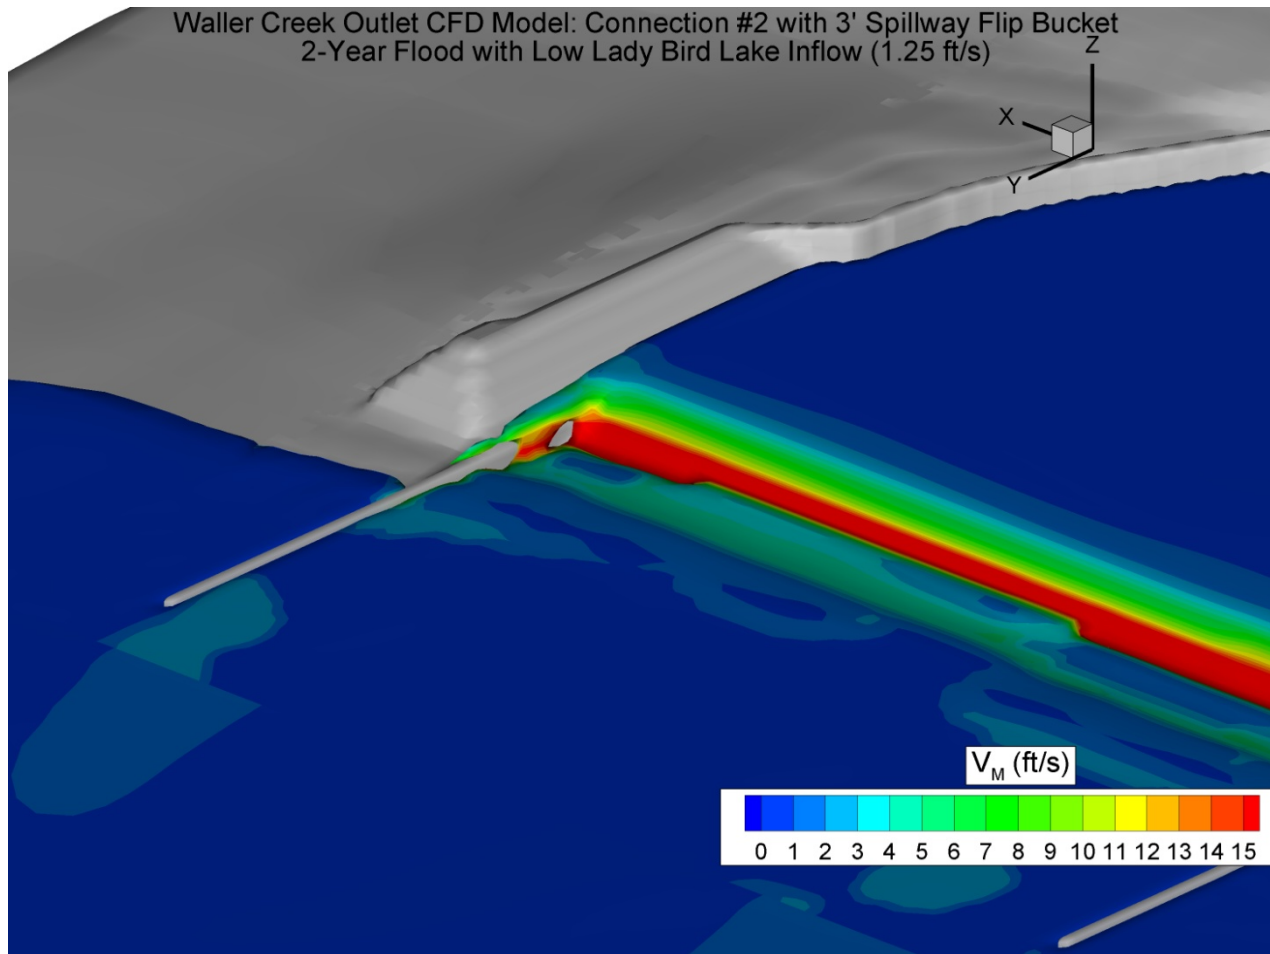 Waller Creek Outlet CFD Model: Connection #2 with 3' Spillway Flip Bucket
2-Year Flood with Low Lady Bird Lake Inflow (1.25 ft/s)
Z
X
Y
V_M (ft/s)
0 1 2 3 4 5 6 7 8 9 10 11 12 13 14 15